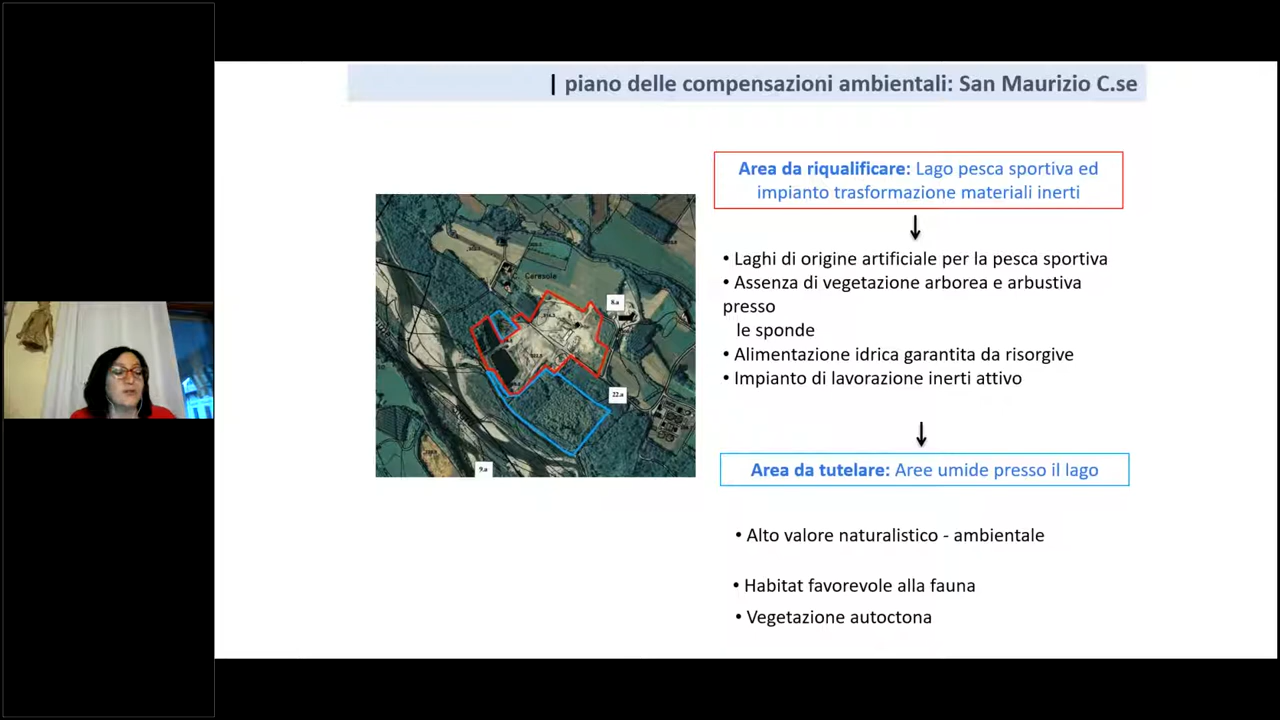 | piano delle compensazioni ambientali: San Maurizio C.se
Area da riqualificare: Lago pesca sportiva ed
impianto trasformazione materiali inerti
• Laghi di origine artificiale per la pesca sportiva
• Assenza di vegetazione arborea e arbustiva
presso
le sponde
• Alimentazione idrica garantita da risorgive
• Impianto di lavorazione inerti attivo
Area da tutelare: Aree umide presso il lago
• Alto valore naturalistico - ambientale
• Habitat favorevole alla fauna
• Vegetazione autoctona
8.a
22.a
9.a